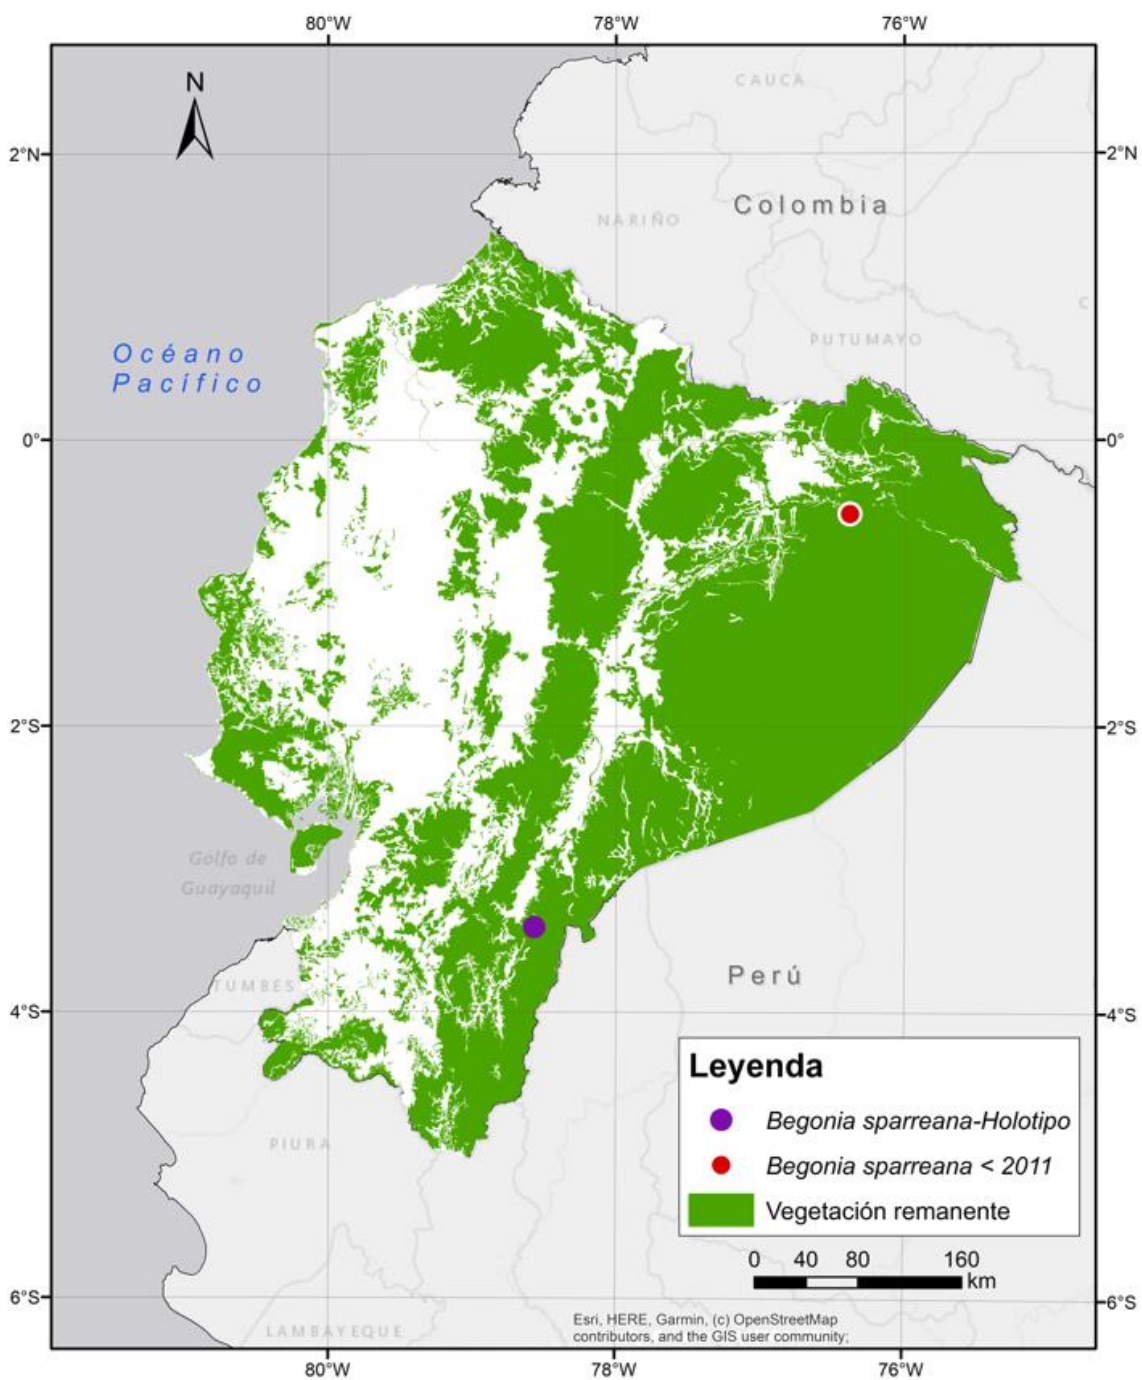 80°W
78°W
76°W
N
CAUCA
2°N
2°N
Colombia
NARIÑO
PUTUMAYO
Océano
Pacífico
0°
0°
2°S
2°S
Golfo de
Guayaquil
Perú
TUMBES
4°S
4°S
Leyenda
Begonia sparreana-Holotipo
Begonia sparreana < 2011
Vegetación remanente
PIURA
0 40 80 160
km
6°S
6°S
LAMBAYEQUE
Esri, HERE, Garmin, (c) OpenStreetMap
contributors, and the GIS user community;
80°W
78°W
76°W